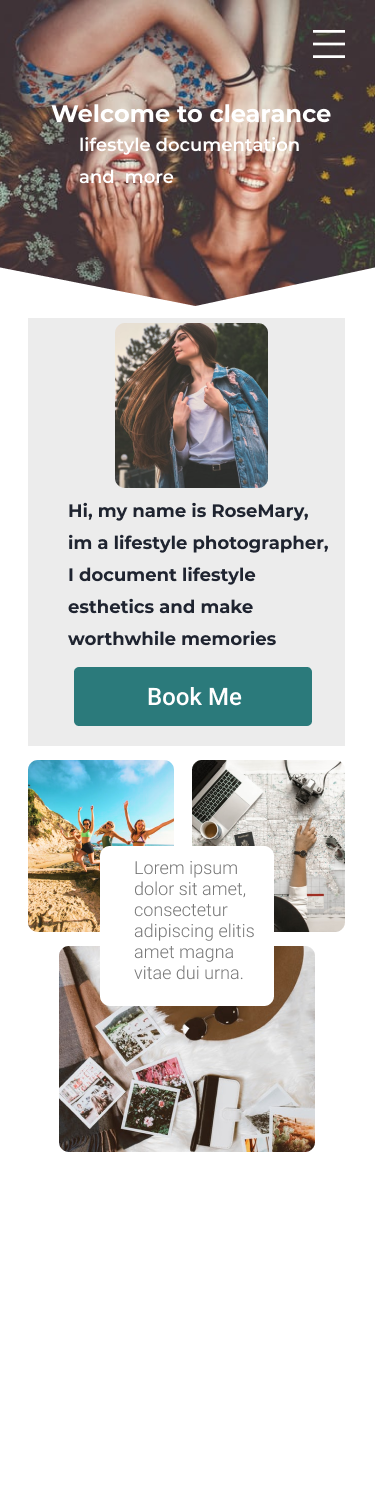 Welcome to clearance
lifestyle documentation
and  more
Hi, my name is RoseMary,
im a lifestyle photographer,
I document lifestyle
esthetics and make
worthwhile memories
Book Me
Lorem ipsum
dolor sit amet,
consectetur
adipiscing elitis
amet magna
vitae dui urna.